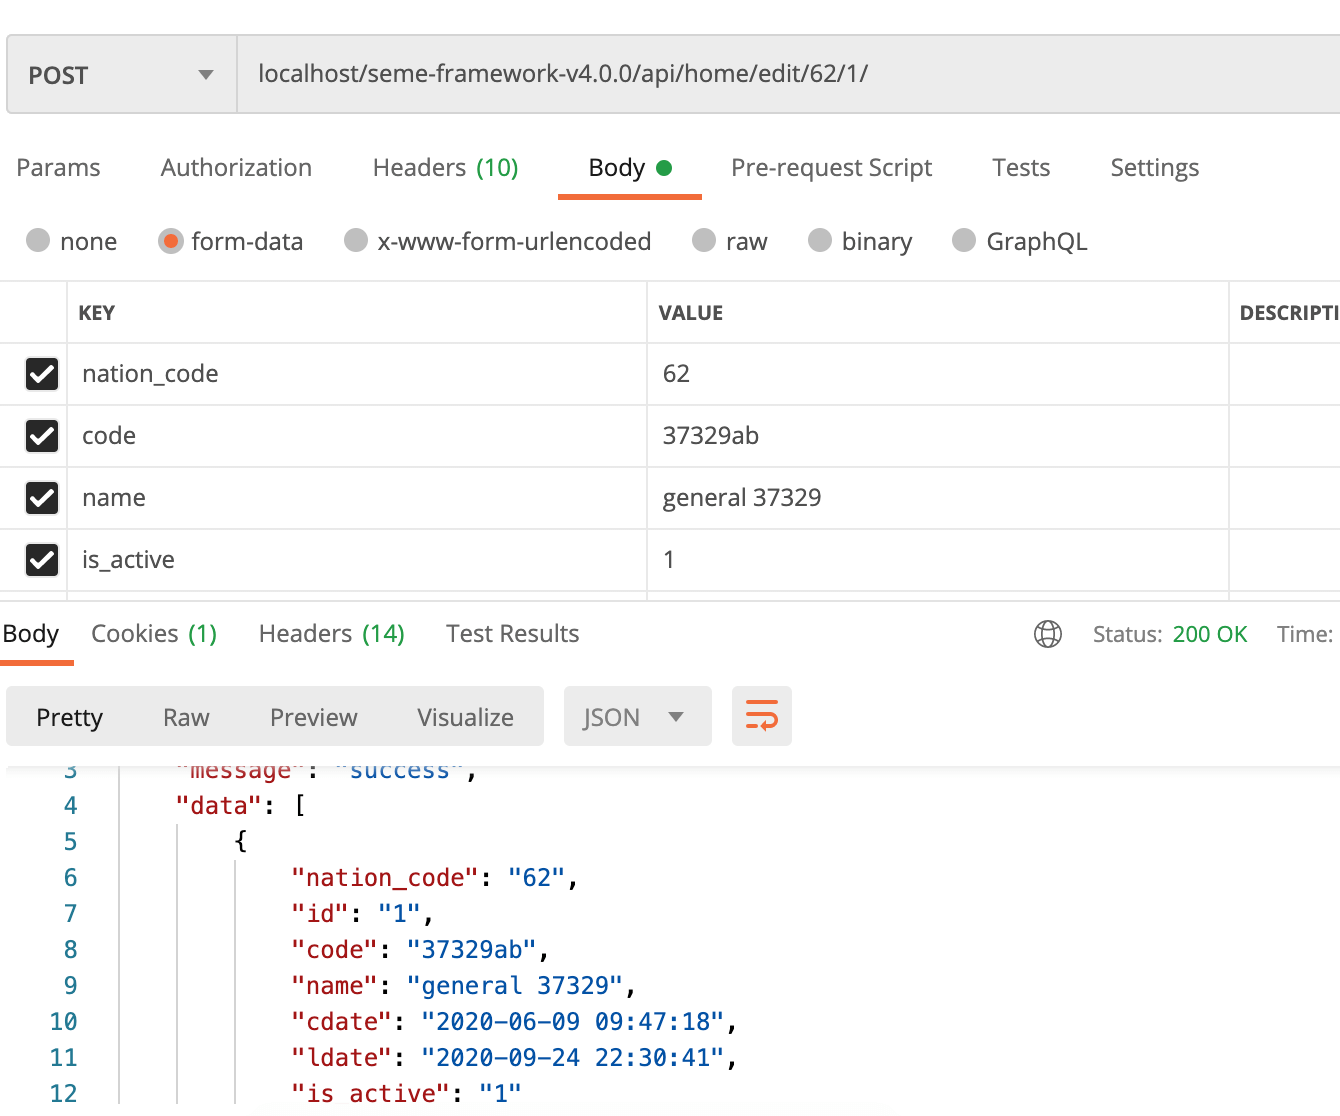 POST localhost/seme-framework-v4.0.0/api/home/edit/62/1/
Params Authorization Headers (10) Body Pre-request Script Tests Settings
none form-data x-www-form-urlencoded raw binary GraphQL
KEY VALUE DESCRIPTI
nation_code 62
code 37329ab
name general 37329
is_active 1
Body Cookies (1) Headers (14) Test Results Status: 200 OK Time:
Pretty Raw Preview Visualize JSON
3 "message": "success",
4 "data": [
5 {
6 "nation_code": "62",
7 "id": "1",
8 "code": "37329ab",
9 "name": "general 37329",
10 "cdate": "2020-06-09 09:47:18",
11 "ldate": "2020-09-24 22:30:41",
12 "is_active": "1"